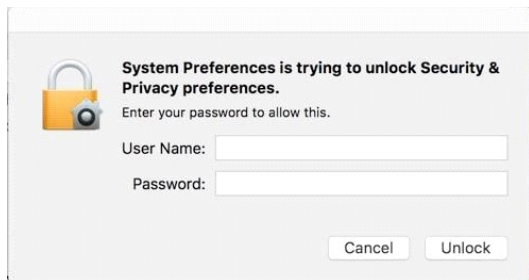 System Preferences is trying to unlock Security &
Privacy preferences.
Enter your password to allow this.
User Name:
Password:
Cancel Unlock